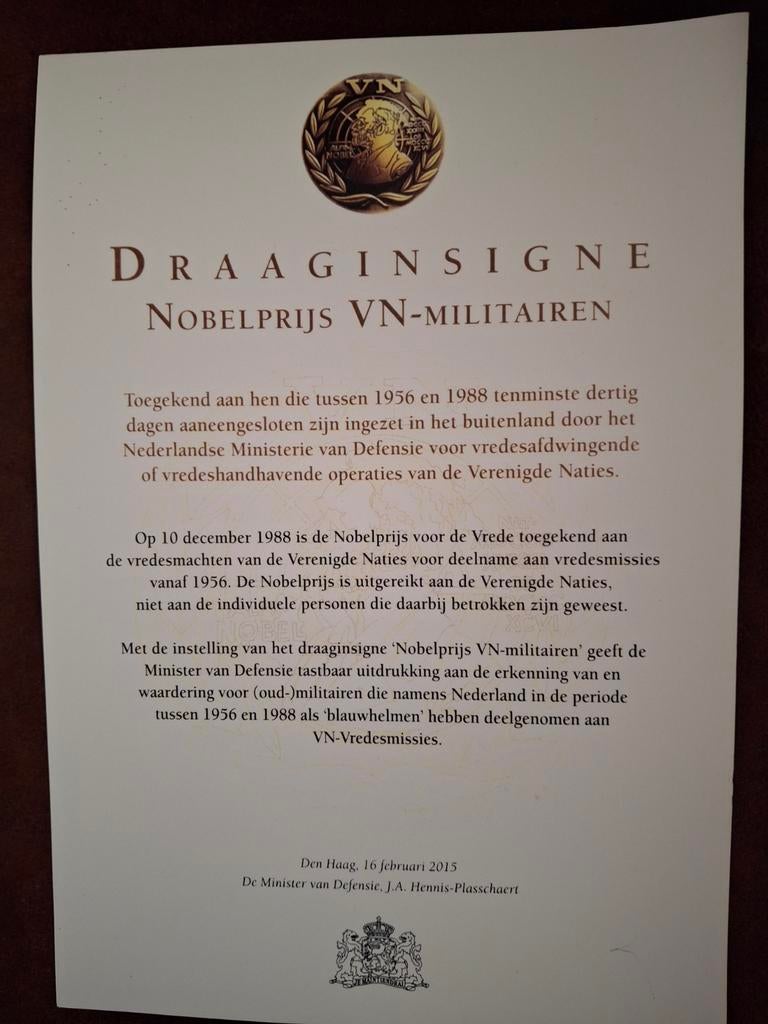 VN
ALFR
NOBEL
DRAAGINSIGNE
NOBELPRIJS VN-MILITAIREN
Toegekend aan hen die tussen 1956 en 1988 tenminste dertig
dagen aaneengesloten zijn ingezet in het buitenland door het
Nederlandse Ministerie van Defensie voor vredesafdwingende
of vredeshandhavende operaties van de Verenigde Naties.
Op 10 december 1988 is de Nobelprijs voor de Vrede toegekend aan
de vredesmachten van de Verenigde Naties voor deelname aan vredesmissies
vanaf 1956. De Nobelprijs is uitgereikt aan de Verenigde Naties,
niet aan de individuele personen die daarbij betrokken zijn geweest.
Met de instelling van het draaginsigne ‘Nobelprijs VN-militairen’ geeft de
Minister van Defensie tastbaar uitdrukking aan de erkenning van en
waardering voor (oud-)militairen die namens Nederland in de periode
tussen 1956 en 1988 als ‘blauwhelmen’ hebben deelgenomen aan
VN-Vredesmissies.
Den Haag, 16 februari 2015
De Minister van Defensie, J.A. Hennis-Plasschaert
JE MAINTIENDRAI